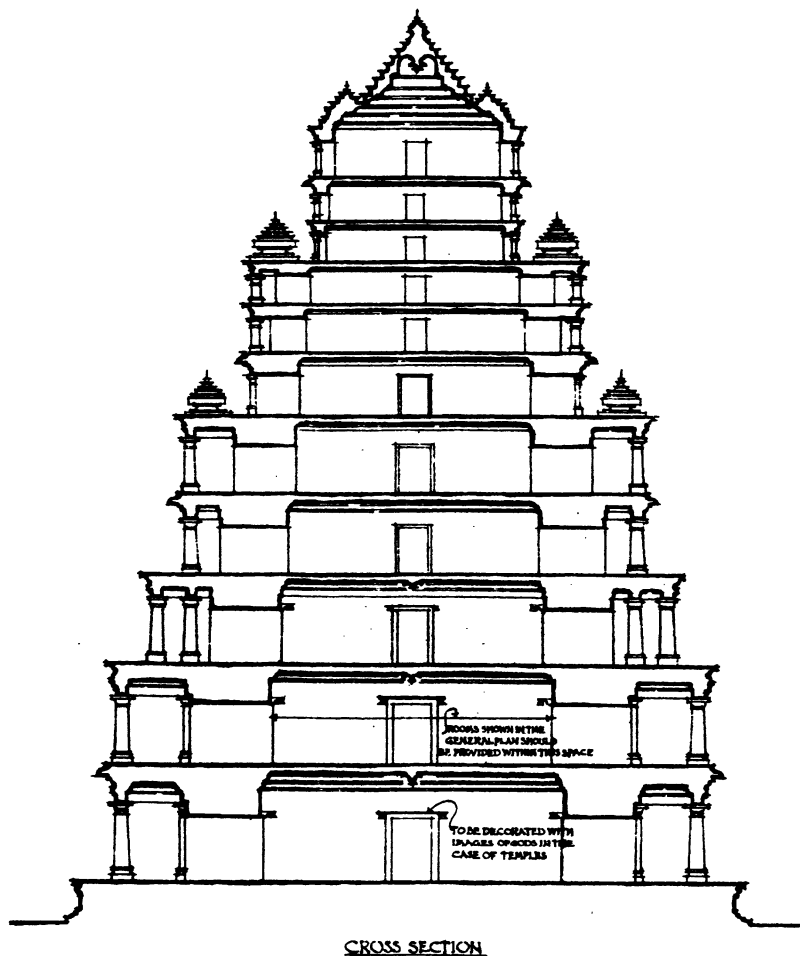 ROOMS SHOWN IN THE
GENERAL PLAN SHOULD
BE PROVIDED WITHIN THIS SPACE
TO BE DECORATED WITH
IMAGES OF GODS IN THE
CASE OF TEMPLES
CROSS SECTION